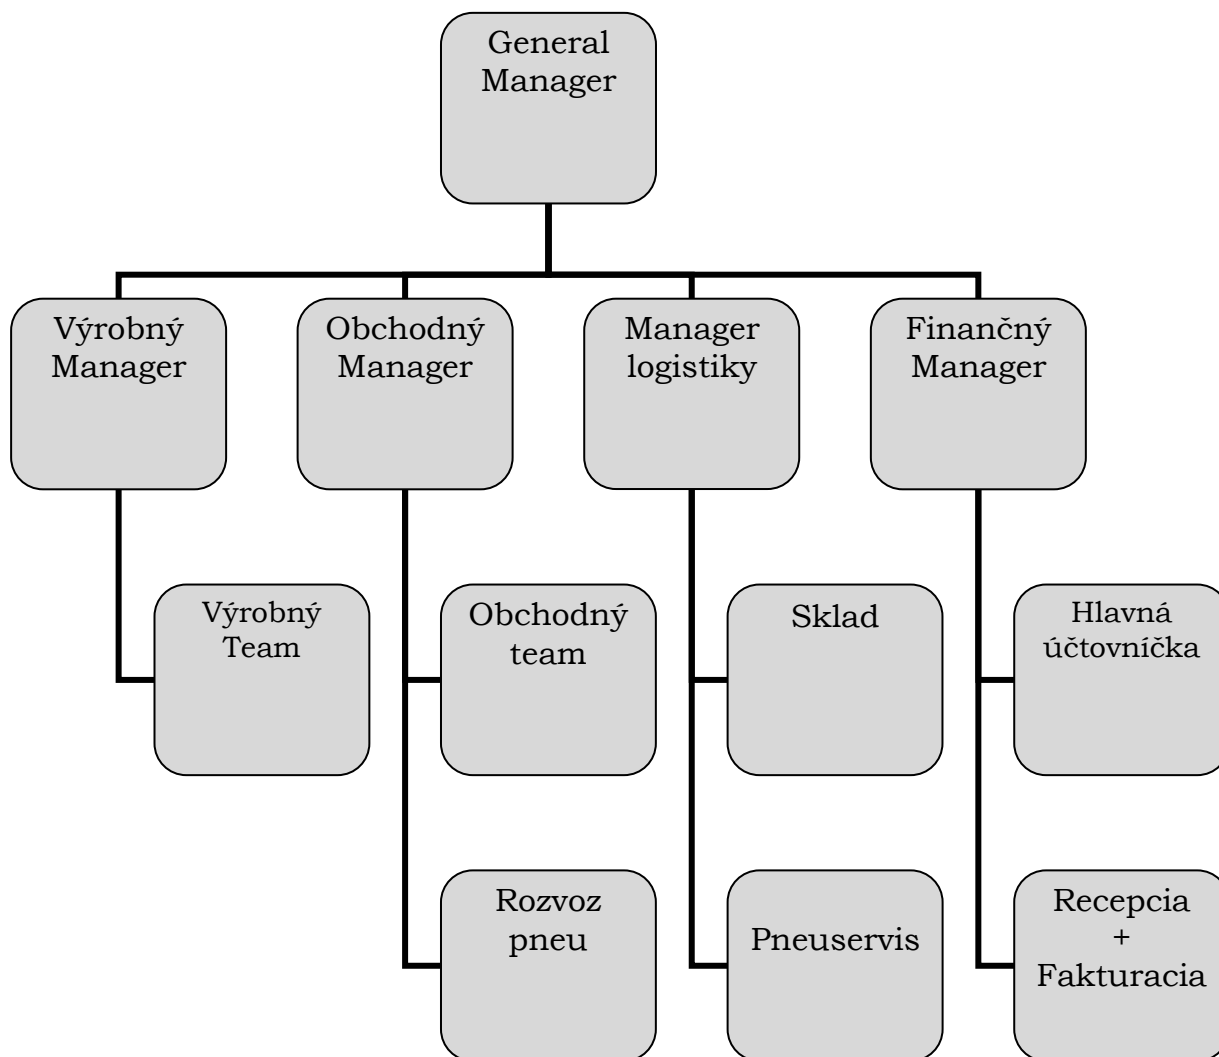 General
Manager
Výrobný
Manager
Obchodný
Manager
Manager
logistiky
Finančný
Manager
Výrobný
Team
Obchodný
team
Sklad
Hlavná
účtovníčka
Rozvoz
pneu
Pneuservis
Recepcia
+
Fakturacia